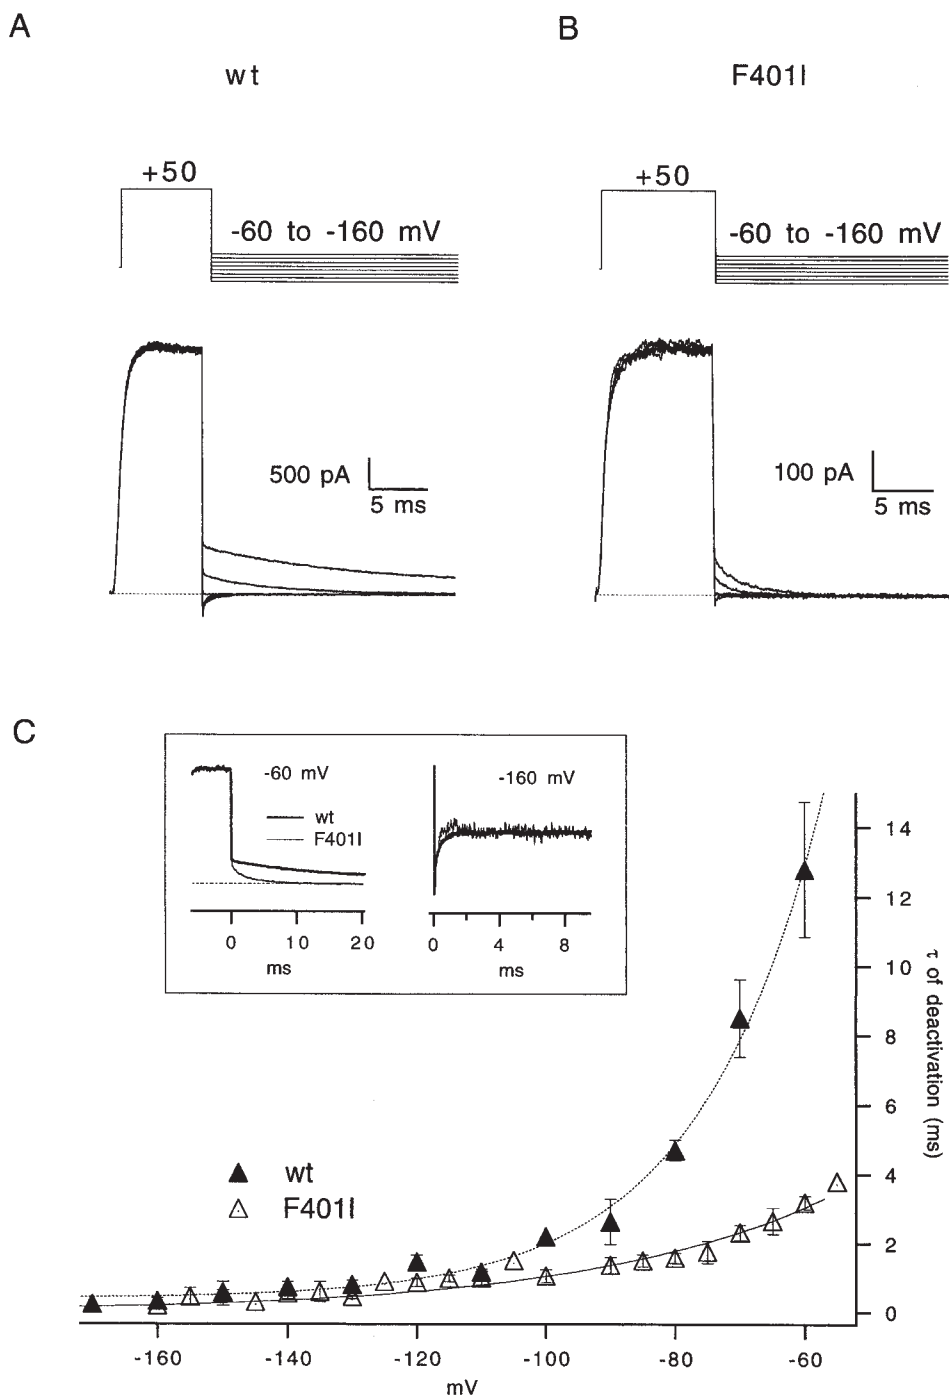 A
B
wt
F401I
+50
-60 to -160 mV
+50
-60 to -160 mV
500 pA
5 ms
100 pA
5 ms
C
-60 mV
wt
F401I
0 10 20
ms
-160 mV
0 4 8
ms
14
12
10
8
6
4
2
0
τ of deactivation (ms)
wt
F401I
-160 -140 -120 -100 -80 -60
mV